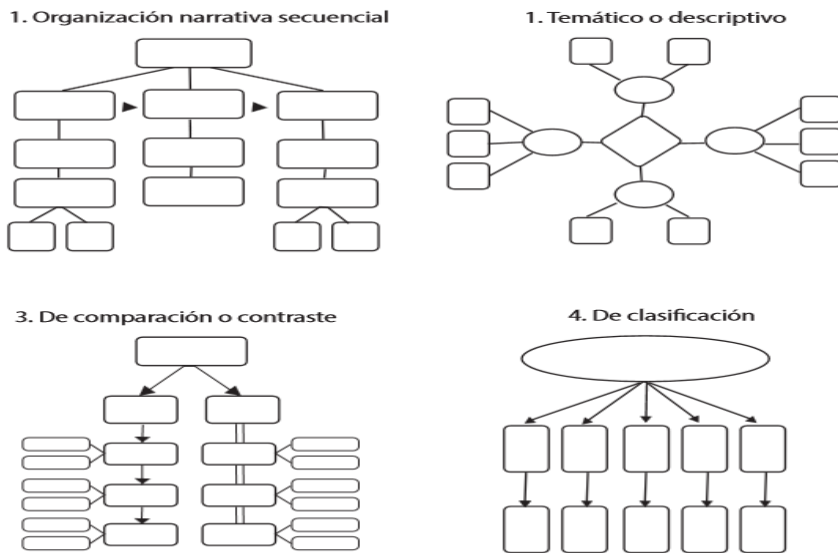 1. Organización narrativa secuencial
1. Temático o descriptivo
3. De comparación o contraste
4. De clasificación